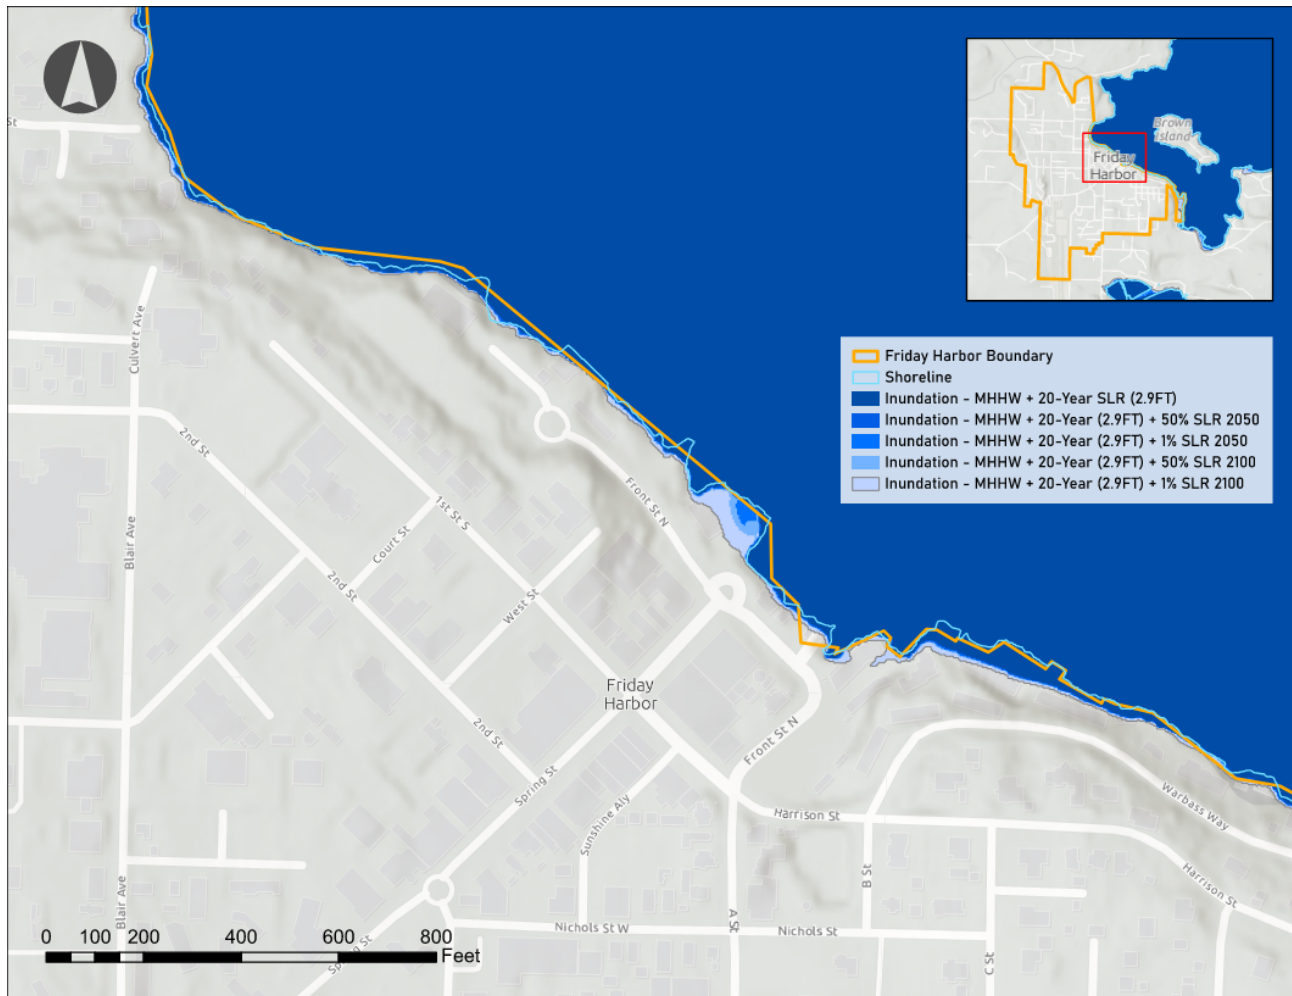 Brown
Island
Friday
Harbor
Friday Harbor Boundary
Shoreline
Inundation - MHHW + 20-Year SLR (2.9FT)
Inundation - MHHW + 20-Year (2.9FT) + 50% SLR 2050
Inundation - MHHW + 20-Year (2.9FT) + 1% SLR 2050
Inundation - MHHW + 20-Year (2.9FT) + 50% SLR 2100
Inundation - MHHW + 20-Year (2.9FT) + 1% SLR 2100
St
Culvert Ave
2nd St
Blair Ave
1st St S
Court St
Front St N
2nd St
West St
Friday
Harbor
2nd St
Front St N
Spring St
Sunshine Aly
Harrison St
Warbass Way
Harrison St
B St
Blair Ave
A St
Nichols St W
Nichols St
C St
Spring St
0 100 200 400 600 800
Feet